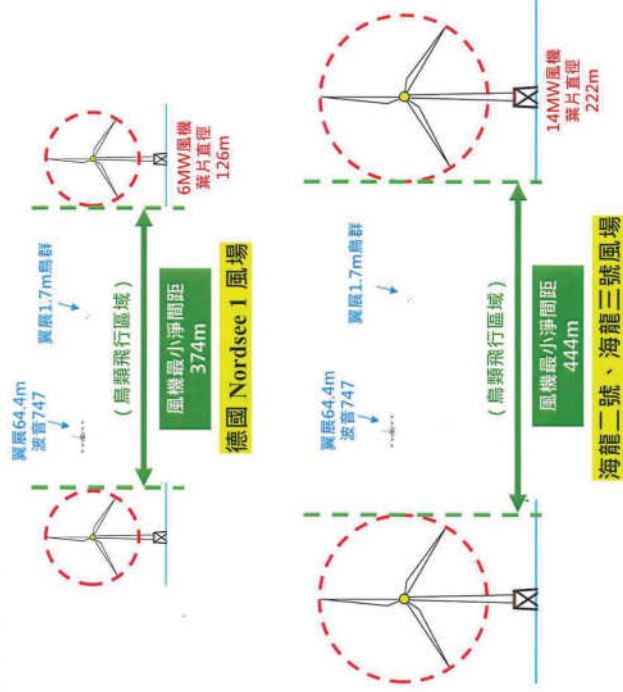 翼展64.4m
波音747
翼展1.7m鳥群
6MW風機
葉片直徑
126m
(鳥類飛行區域)
風機最小淨間距
374m
德國 Nordsee 1 風場
翼展64.4m
波音747
翼展1.7m鳥群
14MW風機
葉片直徑
222m
(鳥類飛行區域)
風機最小淨間距
444m
海龍二號、海龍三號風場